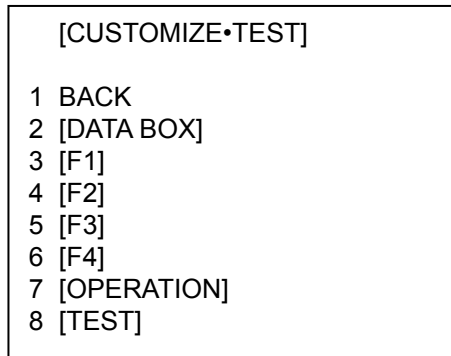 [CUSTOMIZE•TEST]
1 BACK
2 [DATA BOX]
3 [F1]
4 [F2]
5 [F3]
6 [F4]
7 [OPERATION]
8 [TEST]